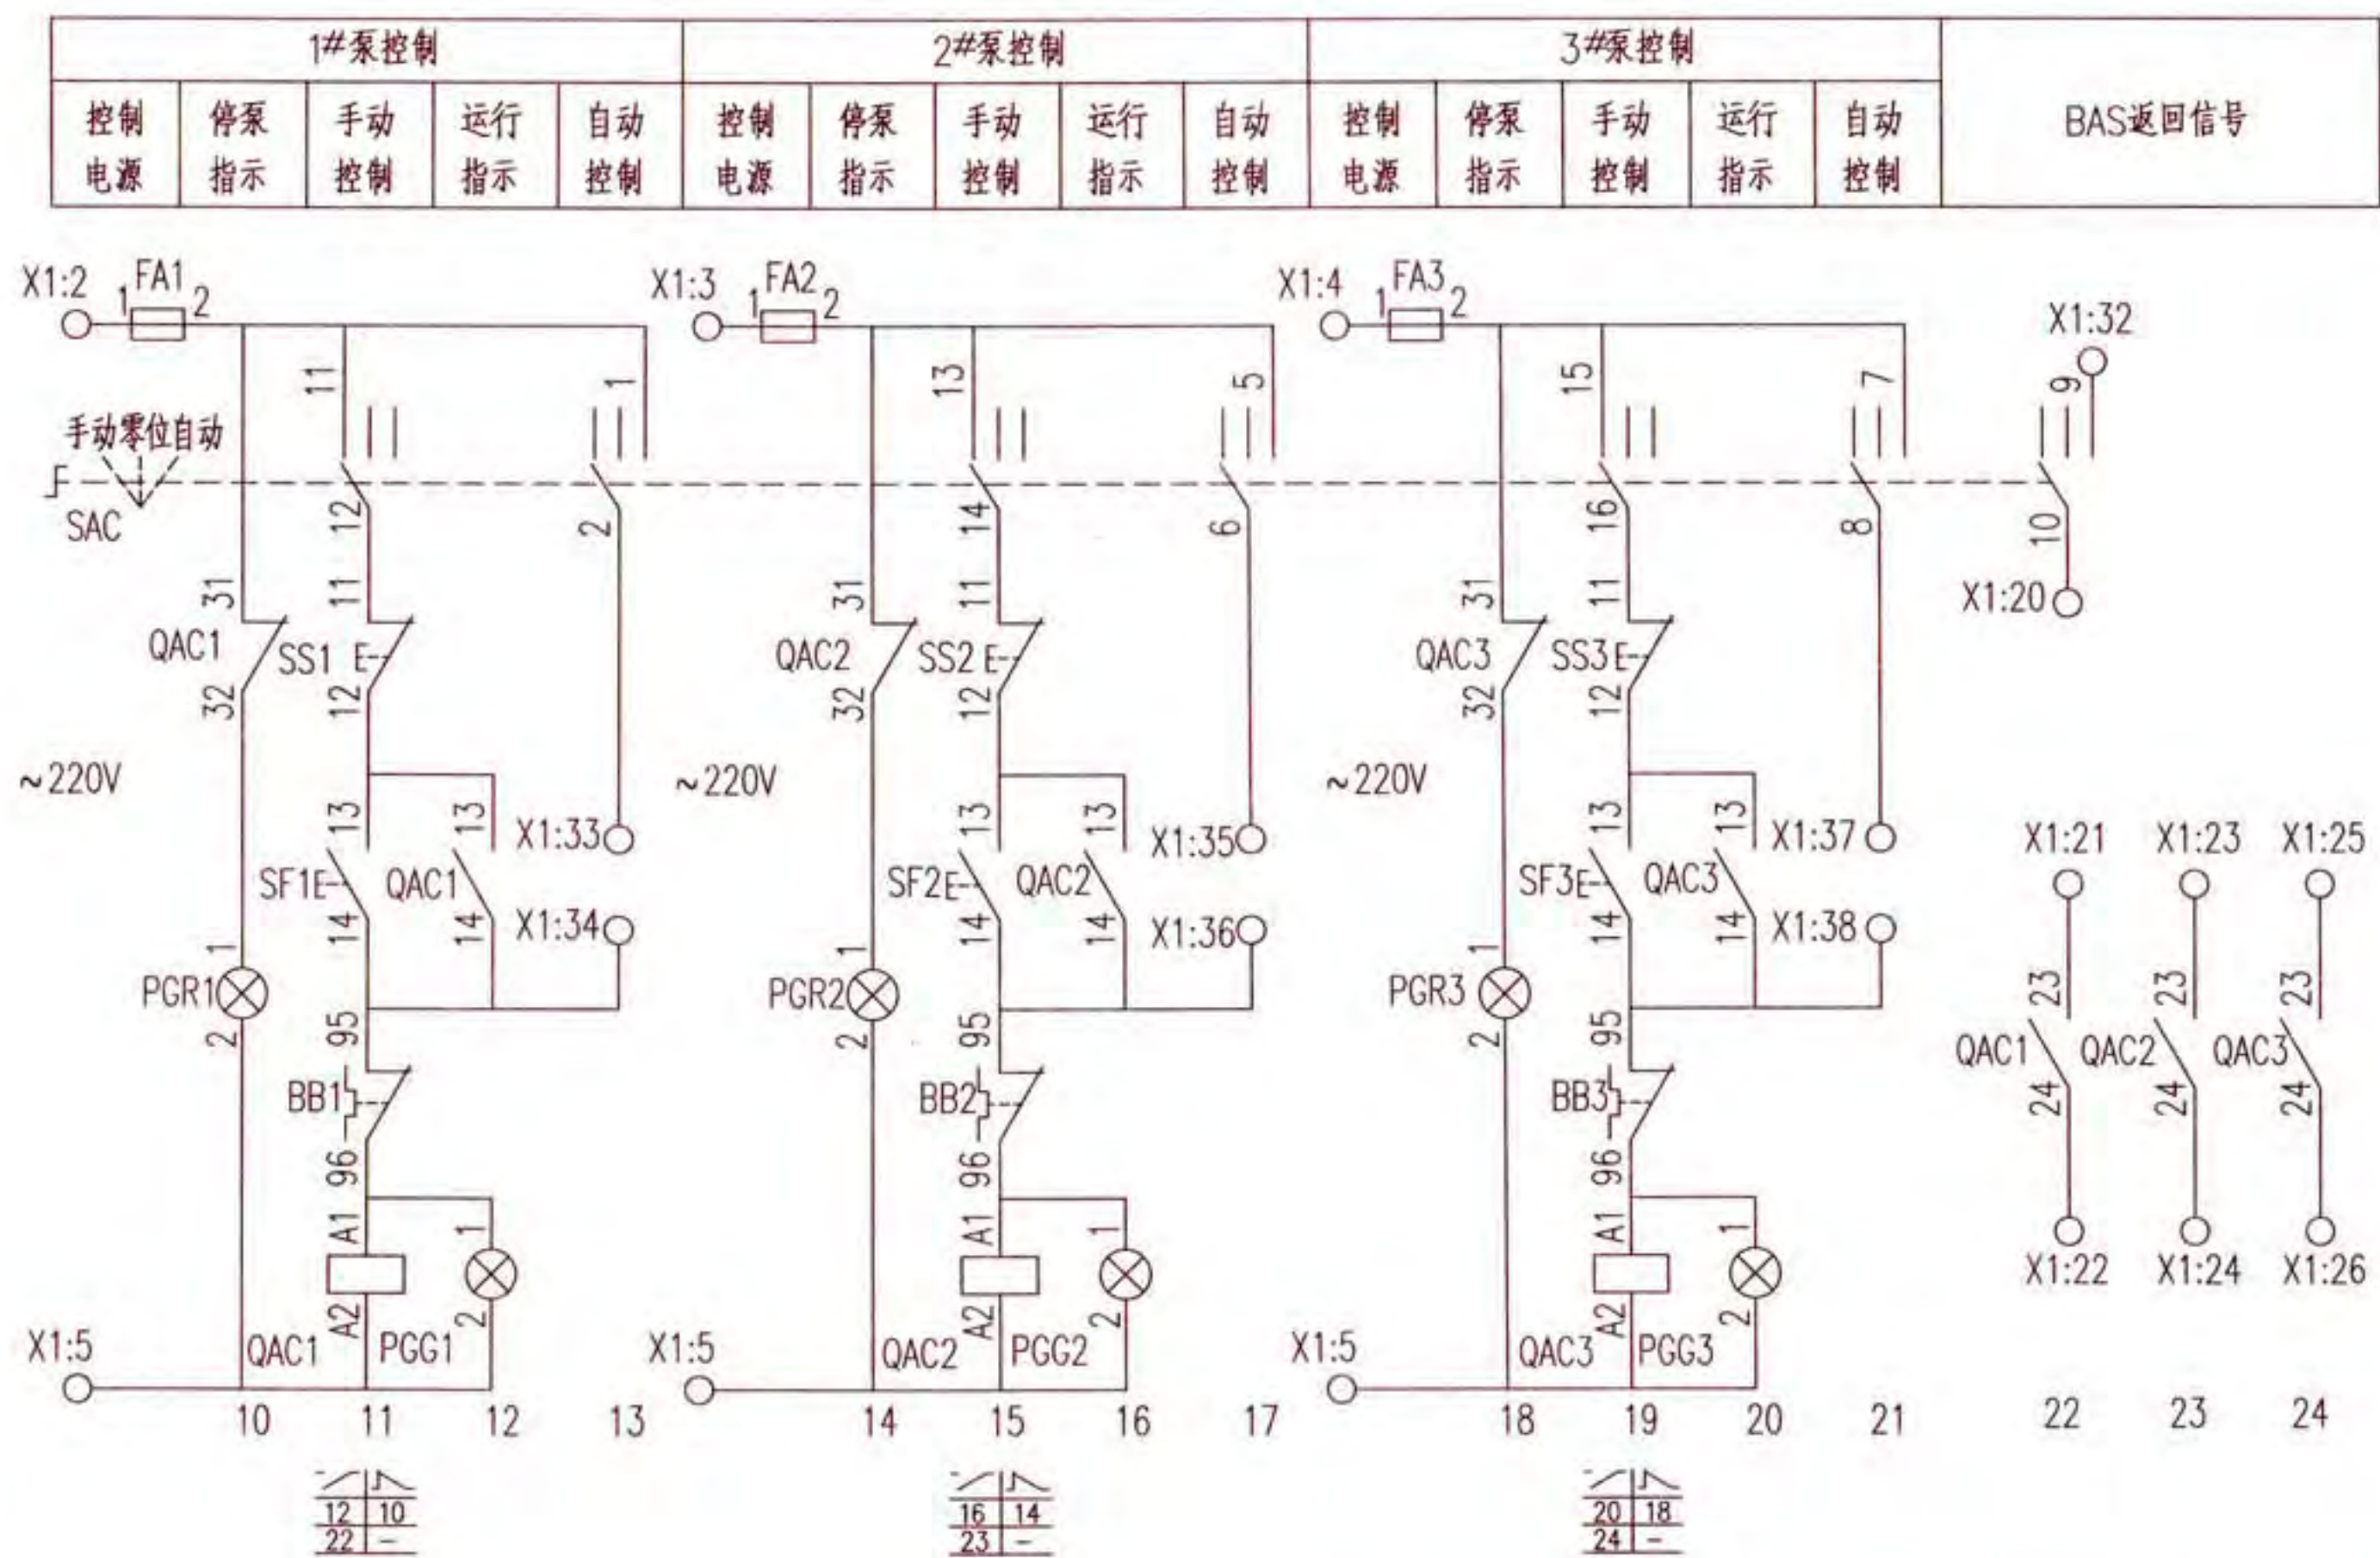 1#泵控制 2#泵控制 3#泵控制 BAS返回信号
控制电源 停泵指示 手动控制 运行指示 自动控制 控制电源 停泵指示 手动控制 运行指示 自动控制 控制电源 停泵指示 手动控制 运行指示 自动控制
X1:2 1 FA1 2 X1:3 1 FA2 2 X1:4 1 FA3 2 X1:32
11 1 13 5 15 7 9
手动零位自动
SAC 12 2 14 6 16 8 10
X1:20
31 11 31 11 31 11
QAC1 SS1 E QAC2 SS2 E QAC3 SS3 E
32 12 32 12 32 12
~220V ~220V ~220V
13 13 X1:33 13 13 X1:35 13 13 X1:37 X1:21 X1:23 X1:25
SF1E QAC1 SF2E QAC2 SF3E QAC3
14 14 X1:34 14 14 X1:36 14 14 X1:38
1 1 1
PGR1 PGR2 PGR3 23 23 23
2 95 2 95 2 95
QAC1 QAC2 QAC3
BB1 BB2 BB3 24 24 24
96 96 96
A1 1 A1 1 A1 1
X1:22 X1:24 X1:26
A2 2 A2 2 A2 2
X1:5 QAC1 PGG1 X1:5 QAC2 PGG2 X1:5 QAC3 PGG3
10 11 12 13 14 15 16 17 18 19 20 21 22 23 24
12 10 16 14 20 18
22 - 23 - 24 -